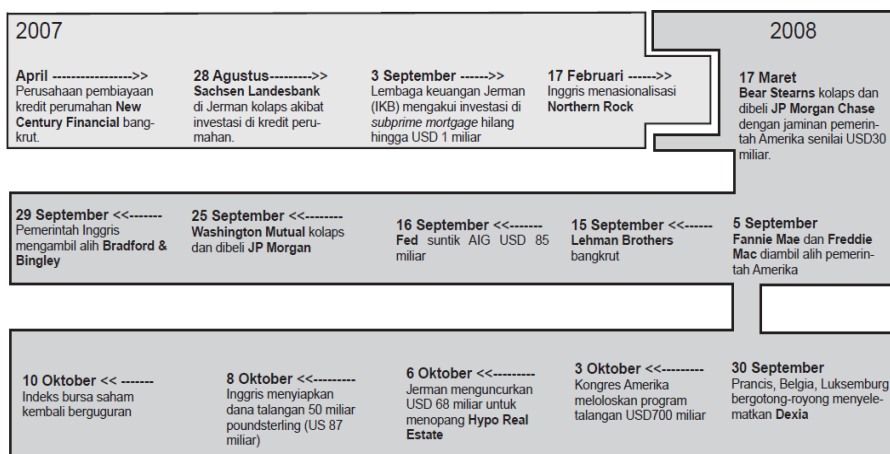 2007
2008
April ----------------->>
Perusahaan pembiayaan
kredit perumahan New
Century Financial bang-
krut.
28 Agustus--------->>
Sachsen Landesbank
di Jerman kolaps akibat
investasi di kredit peru-
mahan.
3 September ------>>
Lembaga keuangan Jerman
(IKB) mengakui investasi di
subprime mortgage hilang
hingga USD 1 miliar
17 Februari ------>>
Inggris menasionalisasi
Northern Rock
17 Maret
Bear Stearns kolaps dan
dibeli JP Morgan Chase
dengan jaminan pemerin-
tah Amerika senilai USD30
miliar.
29 September <<-------
Pemerintah Inggris
mengambil alih Bradford &
Bingley
25 September <<--------
Washington Mutual kolaps
dan dibeli JP Morgan
16 September <<-------
Fed suntik AIG USD 85
miliar
15 September <<------
Lehman Brothers
bangkrut
5 September
Fannie Mae dan Freddie
Mac diambil alih pemerin-
tah Amerika
10 Oktober << -------
Indeks bursa saham
kembali berguguran
8 Oktober <<---------
Inggris menyiapkan
dana talangan 50 miliar
poundsterling (US 87
miliar)
6 Oktober <<---------
Jerman menguncurkan
USD 68 miliar untuk
menopang Hypo Real
Estate
3 Oktober <<---------
Kongres Amerika
meloloskan program
talangan USD700 miliar
30 September
Prancis, Belgia, Luksemburg
bergotong-royong menyele-
matkan Dexia